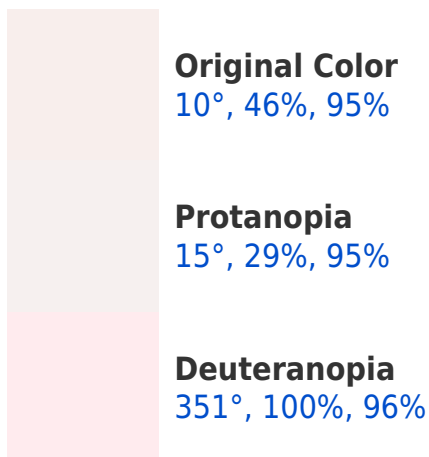 Original Color
10°, 46%, 95%
Protanopia
15°, 29%, 95%
Deuteranopia
351°, 100%, 96%